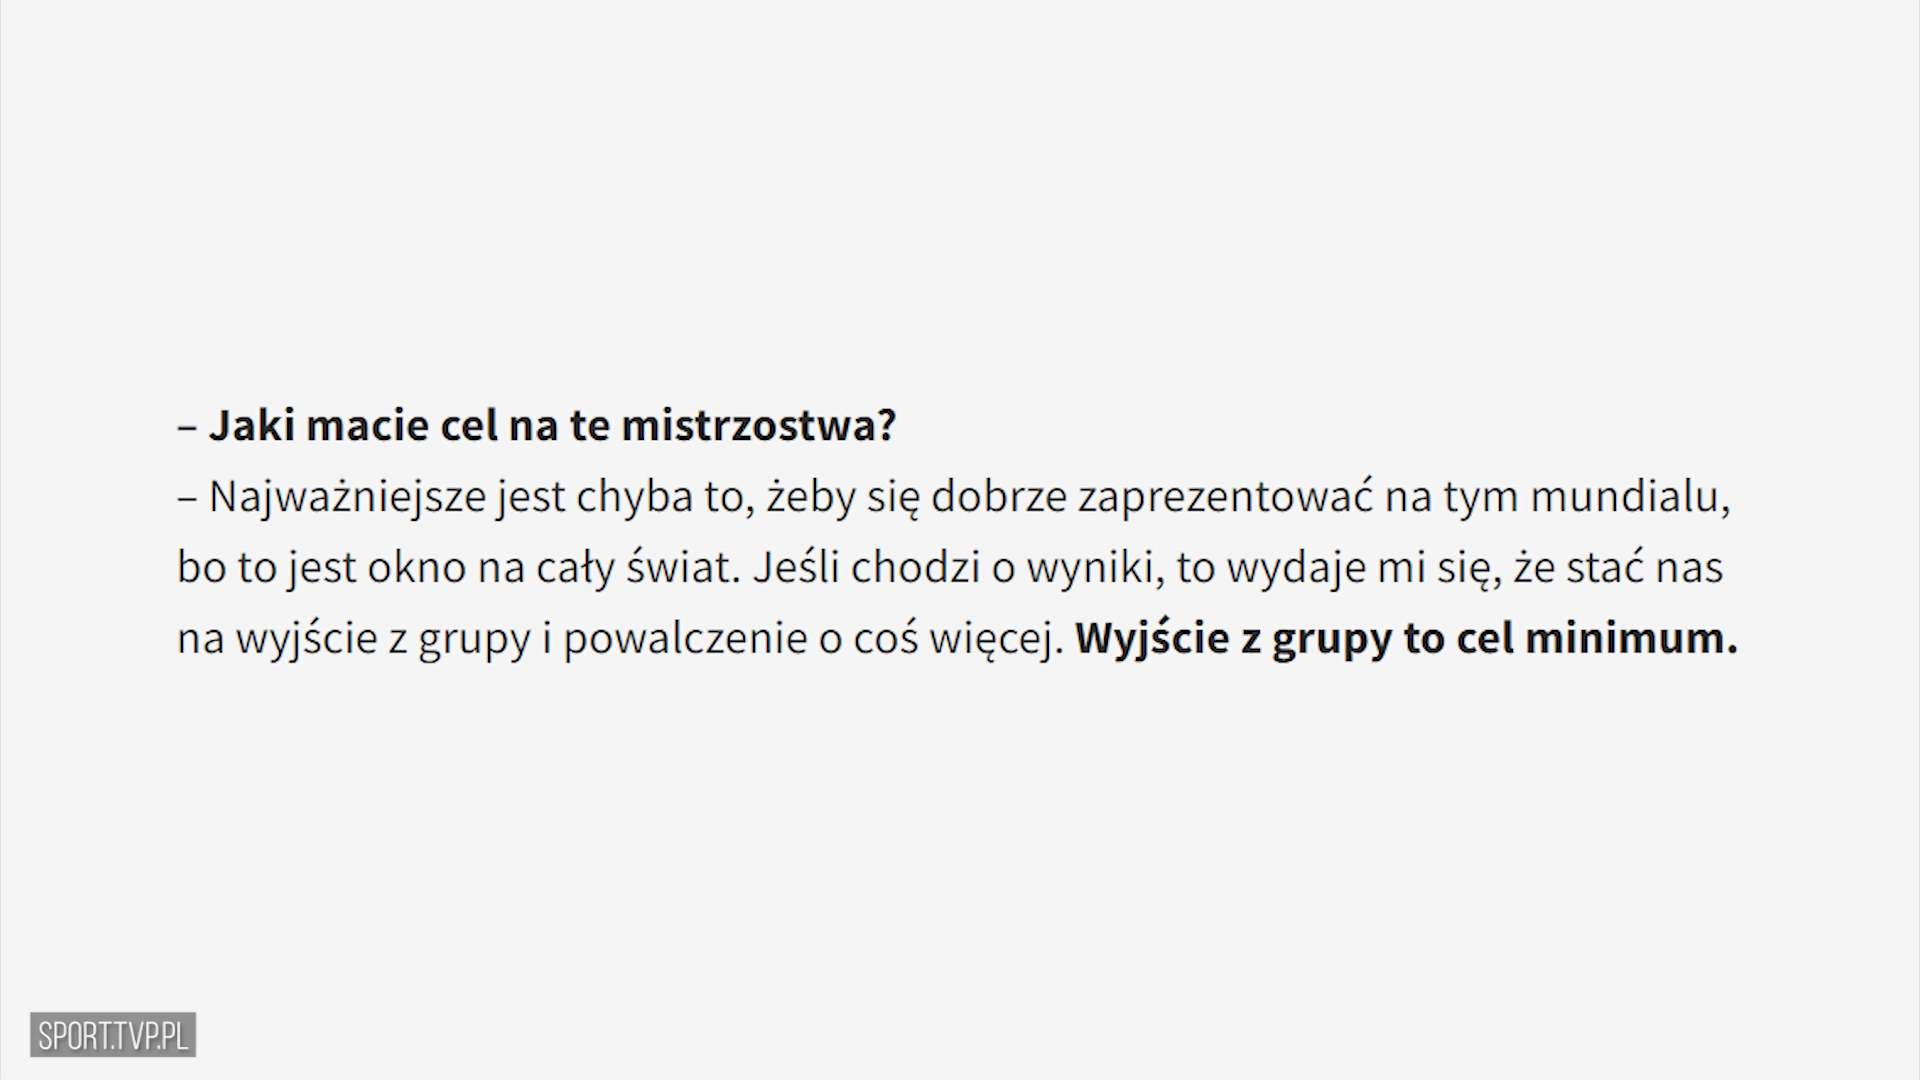 – Jaki macie cel na te mistrzostwa?
– Najważniejsze jest chyba to, żeby się dobrze zaprezentować na tym mundialu,
bo to jest okno na cały świat. Jeśli chodzi o wyniki, to wydaje mi się, że stać nas
na wyjście z grupy i powalczenie o coś więcej. Wyjście z grupy to cel minimum.
SPORT.TVP.PL